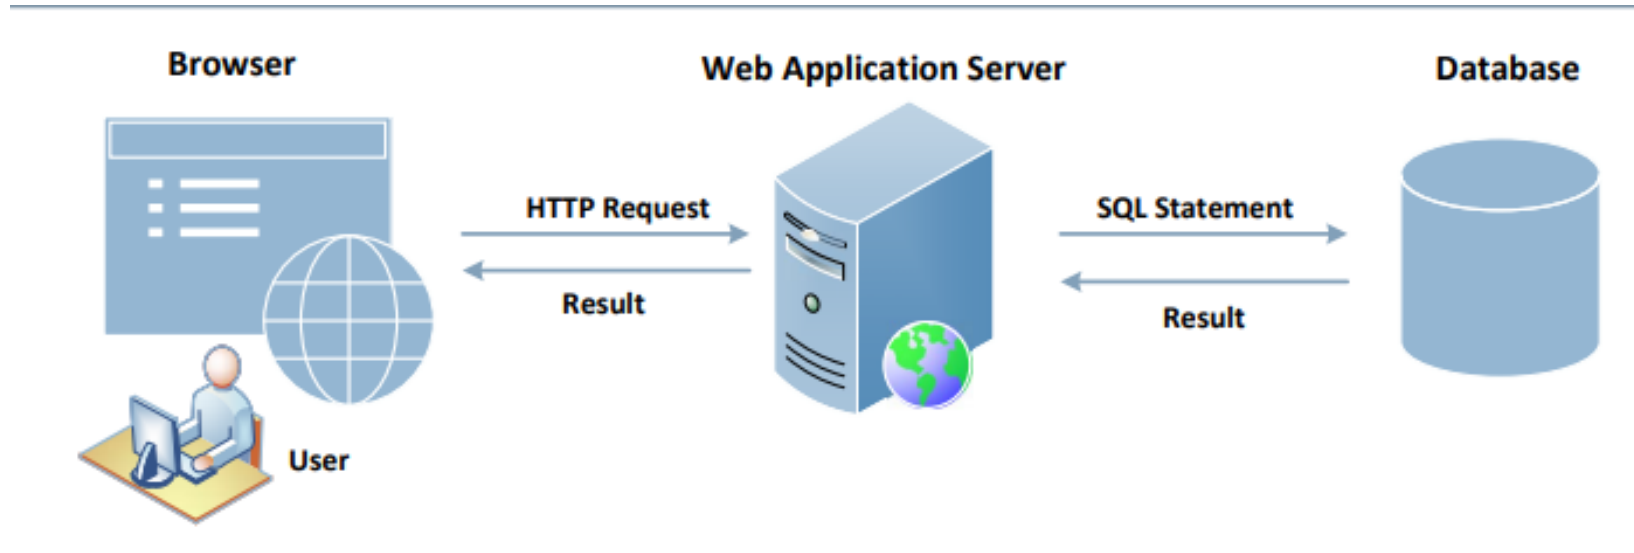 Browser
Web Application Server
Database
HTTP Request
SQL Statement
Result
Result
User